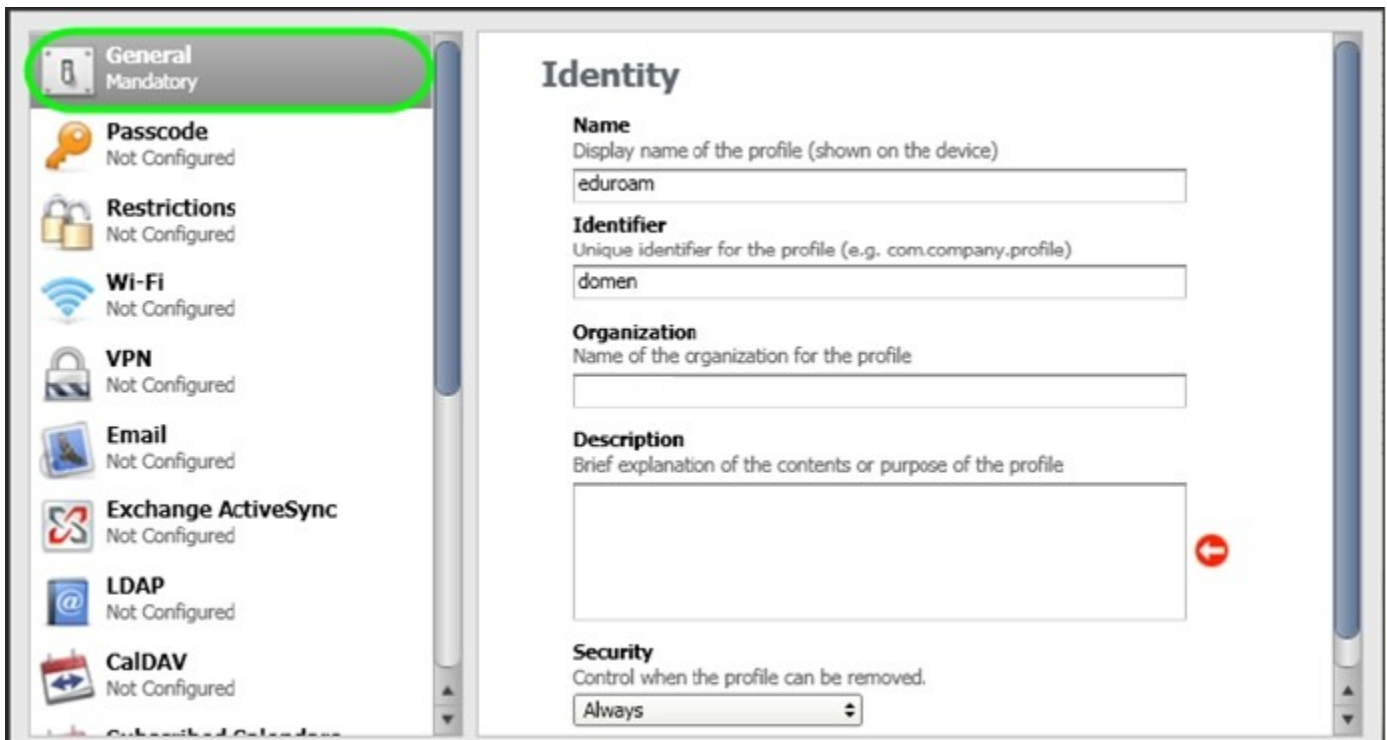 General
Mandatory
Passcode
Not Configured
Restrictions
Not Configured
Wi-Fi
Not Configured
VPN
Not Configured
Email
Not Configured
Exchange ActiveSync
Not Configured
LDAP
Not Configured
CalDAV
Not Configured
Identity
Name
Display name of the profile (shown on the device)
eduroam
Identifier
Unique identifier for the profile (e.g. com.company.profile)
domen
Organization
Name of the organization for the profile
Description
Brief explanation of the contents or purpose of the profile
Security
Control when the profile can be removed.
Always